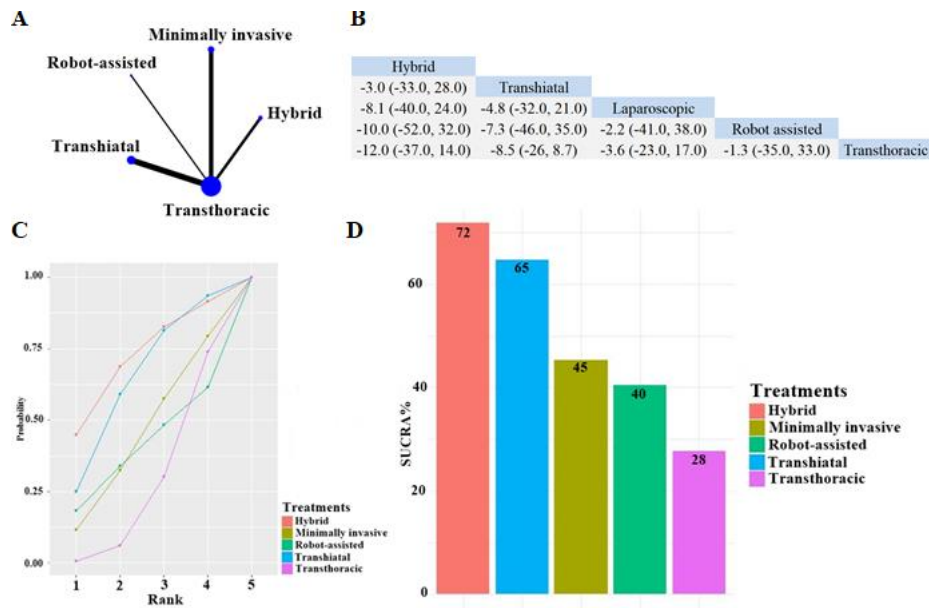 A
Minimally invasive
Robot-assisted
Hybrid
Transhiatal
Transthoracic
B
Hybrid
-3.0 (-33.0, 28.0) Transhiatal
-8.1 (-40.0, 24.0) -4.8 (-32.0, 21.0) Laparoscopic
-10.0 (-52.0, 32.0) -7.3 (-46.0, 35.0) -2.2 (-41.0, 38.0) Robot assisted
-12.0 (-37.0, 14.0) -8.5 (-26, 8.7) -3.6 (-23.0, 17.0) -1.3 (-35.0, 33.0) Transthoracic
C
1.00
0.75
0.50
0.25
0.00
Probability
1 2 3 4 5
Rank
Treatments
Hybrid
Minimally invasive
Robot-assisted
Transhiatal
Transthoracic
D
72
65
45
40
28
60
40
20
0
SUCRA%
Treatments
Hybrid
Minimally invasive
Robot-assisted
Transhiatal
Transthoracic